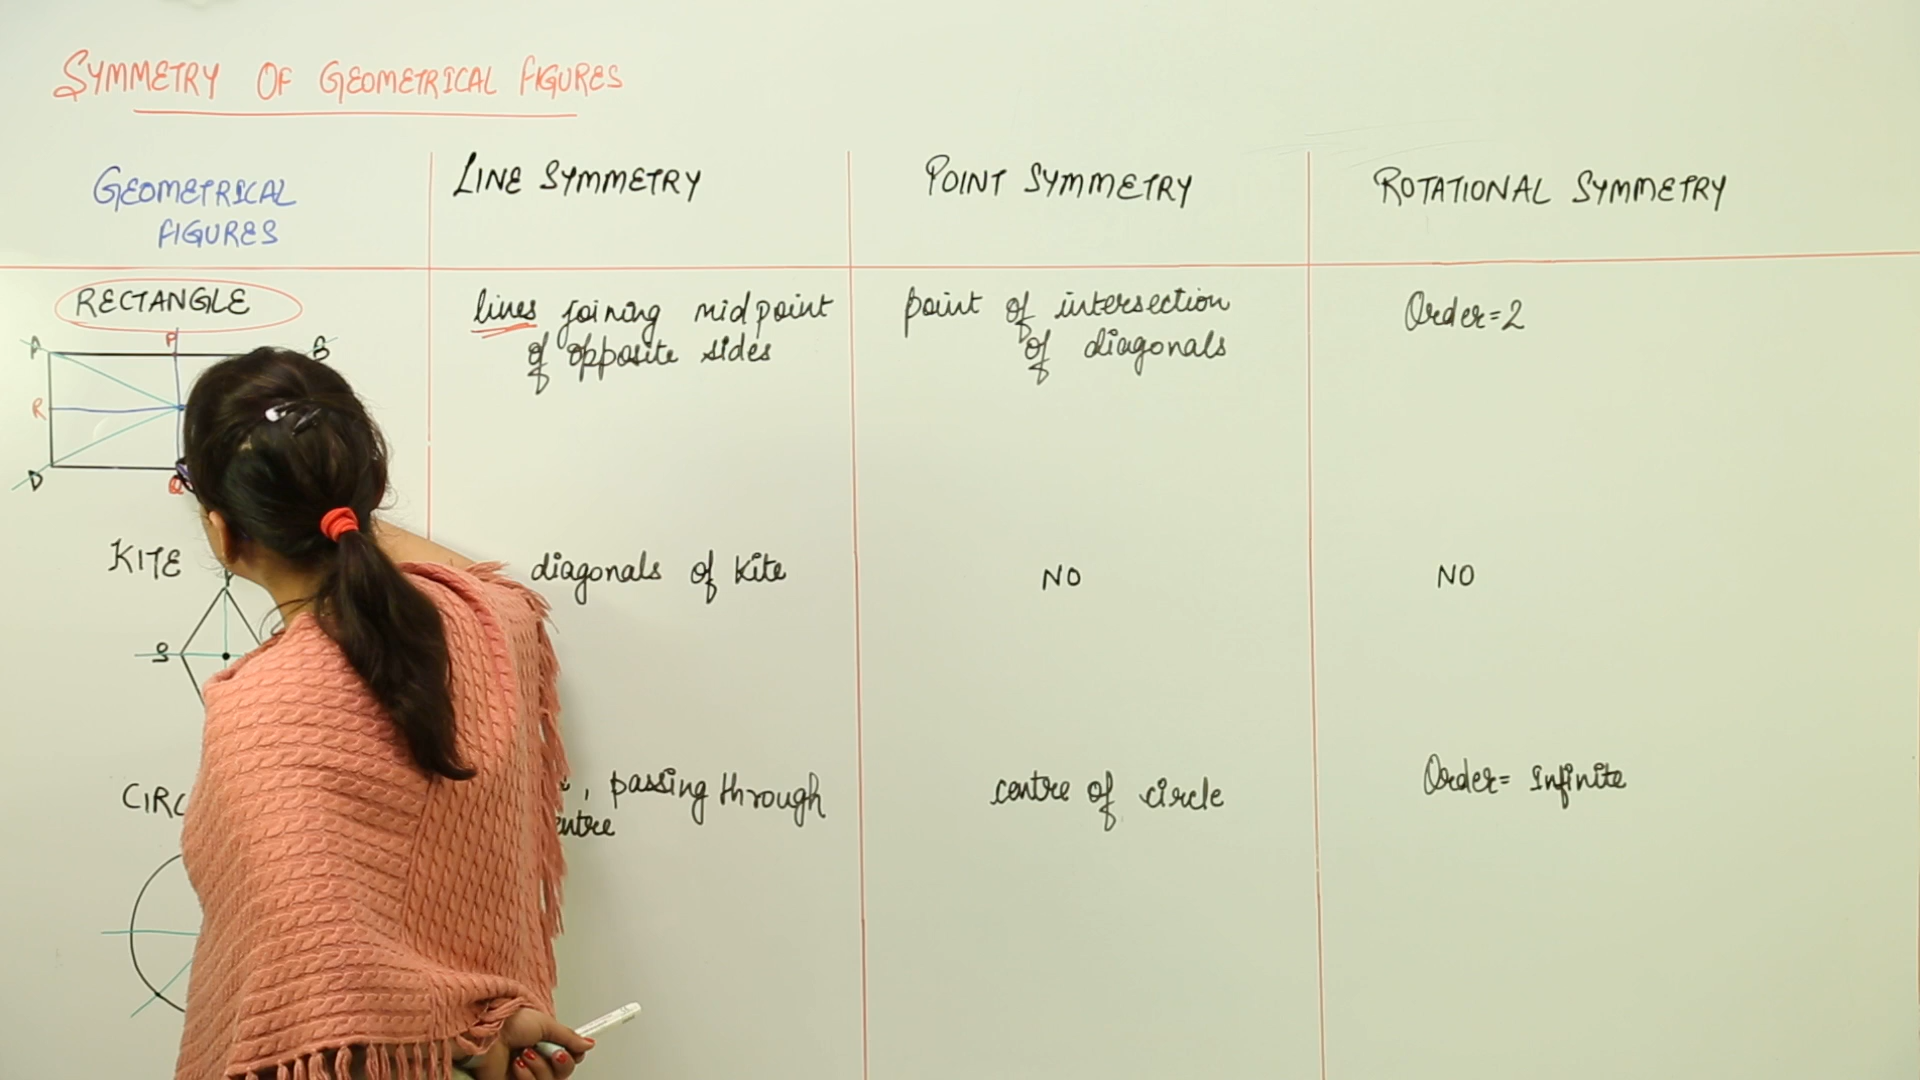 SYMMETRY OF GEOMETRICAL FIGURES
GEOMETRICAL
FIGURES
LINE SYMMETRY
POINT SYMMETRY
ROTATIONAL SYMMETRY
RECTANGLE
lines joining midpoint
of opposite sides
point of intersection
of diagonals
Order=2
A
P
B
R
D
Q
KITE
diagonals of Kite
NO
NO
S
CIRC
, passing through
entre
centre of circle
Order= Infinite